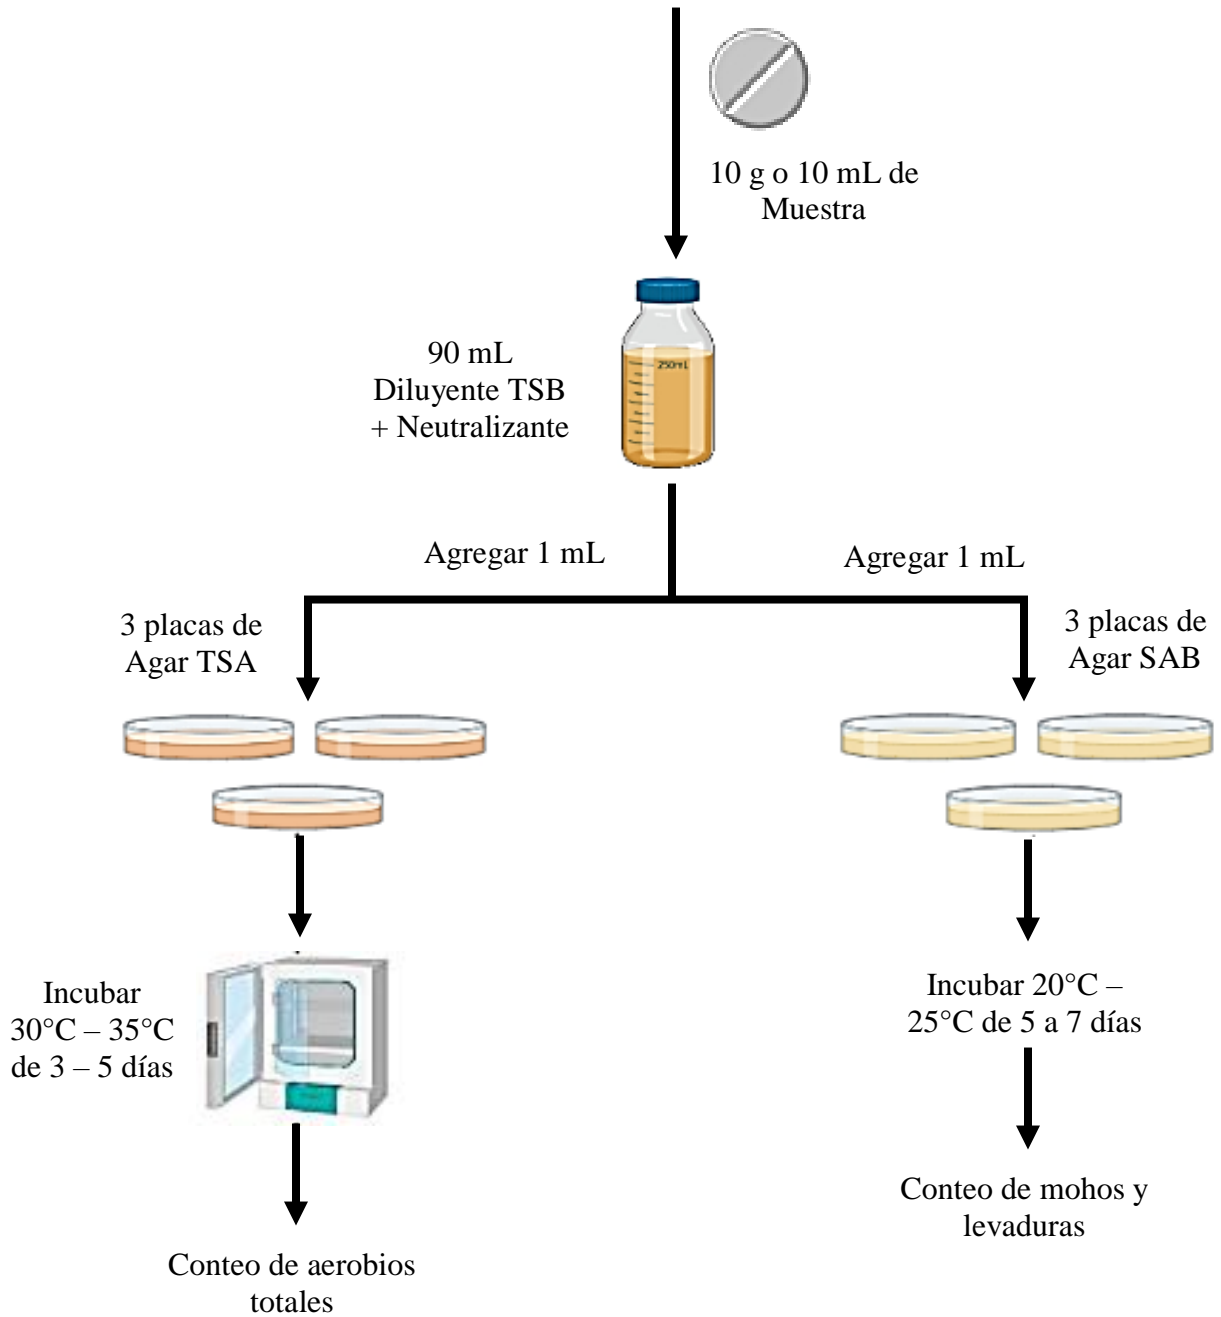 10 g o 10 mL de
Muestra
90 mL
Diluyente TSB
+ Neutralizante
250mL
Agregar 1 mL
Agregar 1 mL
3 placas de
Agar TSA
3 placas de
Agar SAB
Incubar
30°C – 35°C
de 3 – 5 días
Incubar 20°C –
25°C de 5 a 7 días
Conteo de mohos y
levaduras
Conteo de aerobios
totales